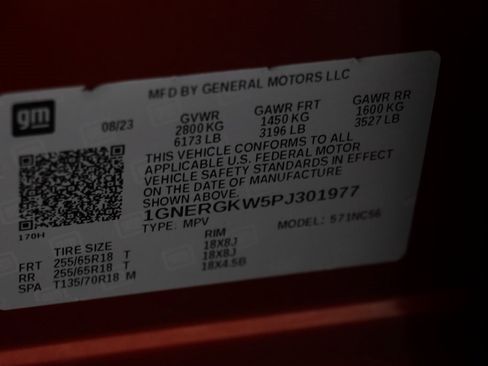 MFD BY GENERAL MOTORS LLC
gm
08/23
GVWR GAWR FRT GAWR RR
2800 KG 1450 KG 1600 KG
6173 LB 3196 LB 3527 LB
THIS VEHICLE CONFORMS TO ALL
APPLICABLE U.S. FEDERAL MOTOR
VEHICLE SAFETY STANDARDS IN EFFECT
ON THE DATE OF MANUFACTURE
SHOWN ABOVE.
1GNERGKW5PJ301977
TYPE: MPV MODEL: 571NC56
170H
TIRE SIZE RIM
FRT 255/65R18 T 18X8J
RR 255/65R18 T 18X8J
SPA T135/70R18 M 18X4.5B